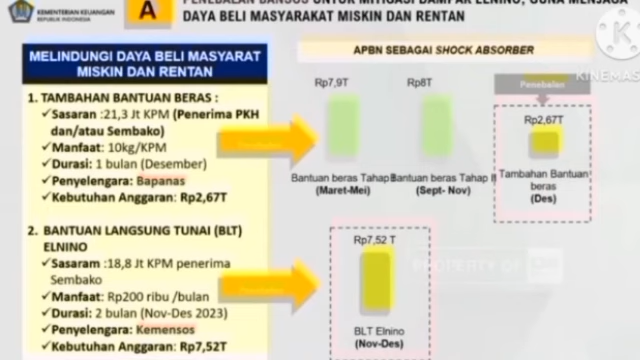 KEMENTERIAN KEUANGAN
REPUBLIK INDONESIA
A
PENEBALAN BANSOS UNTUK MITIGASI DAMPAK ELNINO, GUNA MENJAGA
DAYA BELI MASYARAKAT MISKIN DAN RENTAN
KINEMAS
MELINDUNGI DAYA BELI MASYARAT
MISKIN DAN RENTAN
1. TAMBAHAN BANTUAN BERAS :
✓Sasaran :21,3 Jt KPM (Penerima PKH
dan/atau Sembako)
✓Manfaat: 10kg/KPM
✓Durasi: 1 bulan (Desember)
✓Penyelengara: Bapanas
✓Kebutuhan Anggaran: Rp2,67T
2. BANTUAN LANGSUNG TUNAI (BLT)
ELNINO
✓Sasaram :18,8 Jt KPM penerima
Sembako
✓Manfaat: Rp200 ribu /bulan
✓Durasi: 2 bulan (Nov-Des 2023)
✓Penyelengara: Kemensos
✓Kebutuhan Anggaran: Rp7,52T
APBN SEBAGAI SHOCK ABSORBER
Rp7,9T
Bantuan beras Tahap I
(Maret-Mei)
Rp8T
Bantuan beras Tahap II
(Sept- Nov)
Penebalan
Rp2,67T
Tambahan Bantuan
beras
(Des)
Rp7,52 T
BLT Elnino
(Nov-Des)
PROPERTY OF